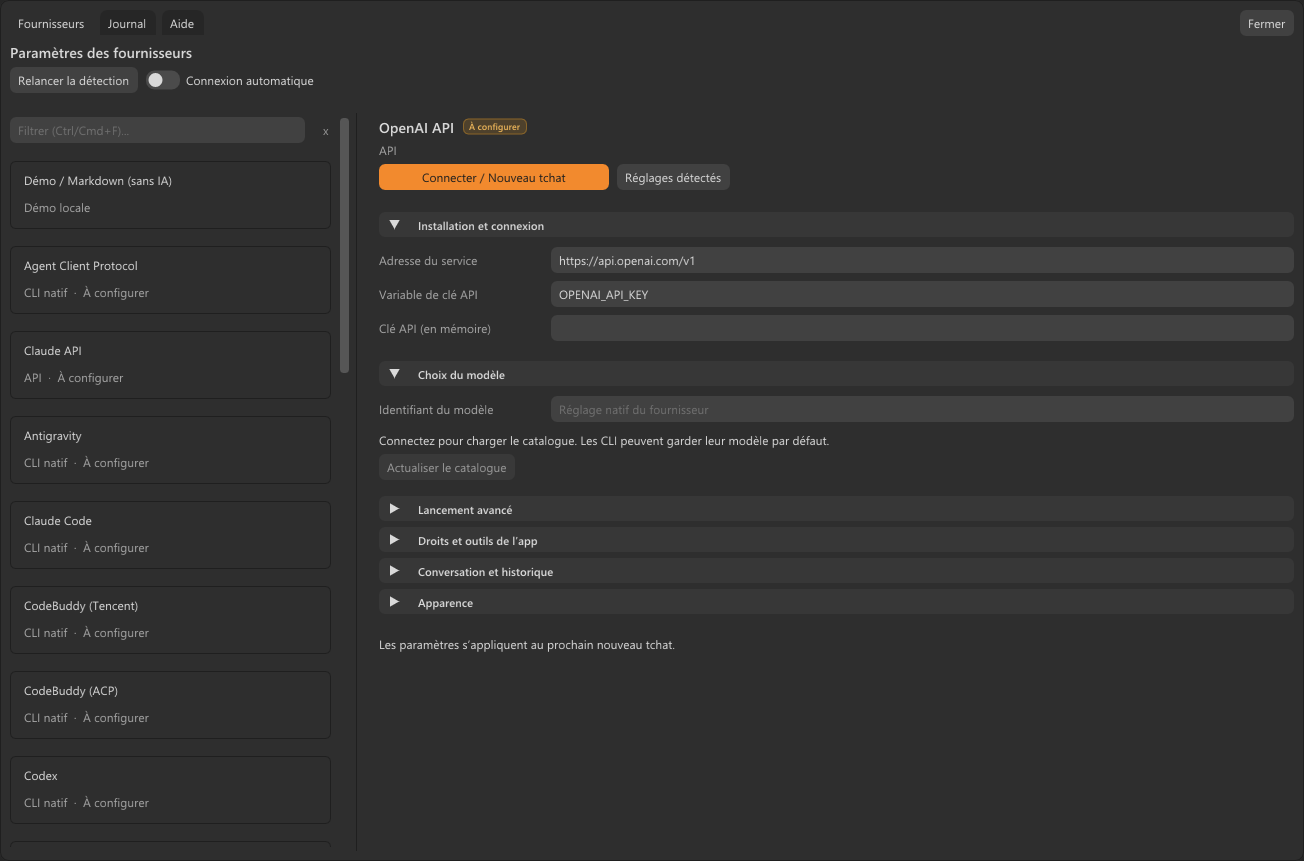 Fournisseurs Journal Aide Fermer
Paramètres des fournisseurs
Relancer la détection Connexion automatique
Filtrer (Ctrl/Cmd+F)... x
Démo / Markdown (sans IA)
Démo locale
Agent Client Protocol
CLI natif · À configurer
Claude API
API · À configurer
Antigravity
CLI natif · À configurer
Claude Code
CLI natif · À configurer
CodeBuddy (Tencent)
CLI natif · À configurer
CodeBuddy (ACP)
CLI natif · À configurer
Codex
CLI natif · À configurer
OpenAI API À configurer
API
Connecter / Nouveau tchat Réglages détectés
Installation et connexion
Adresse du service https://api.openai.com/v1
Variable de clé API OPENAI_API_KEY
Clé API (en mémoire)
Choix du modèle
Identifiant du modèle Réglage natif du fournisseur
Connectez pour charger le catalogue. Les CLI peuvent garder leur modèle par défaut.
Actualiser le catalogue
Lancement avancé
Droits et outils de l’app
Conversation et historique
Apparence
Les paramètres s’appliquent au prochain nouveau tchat.